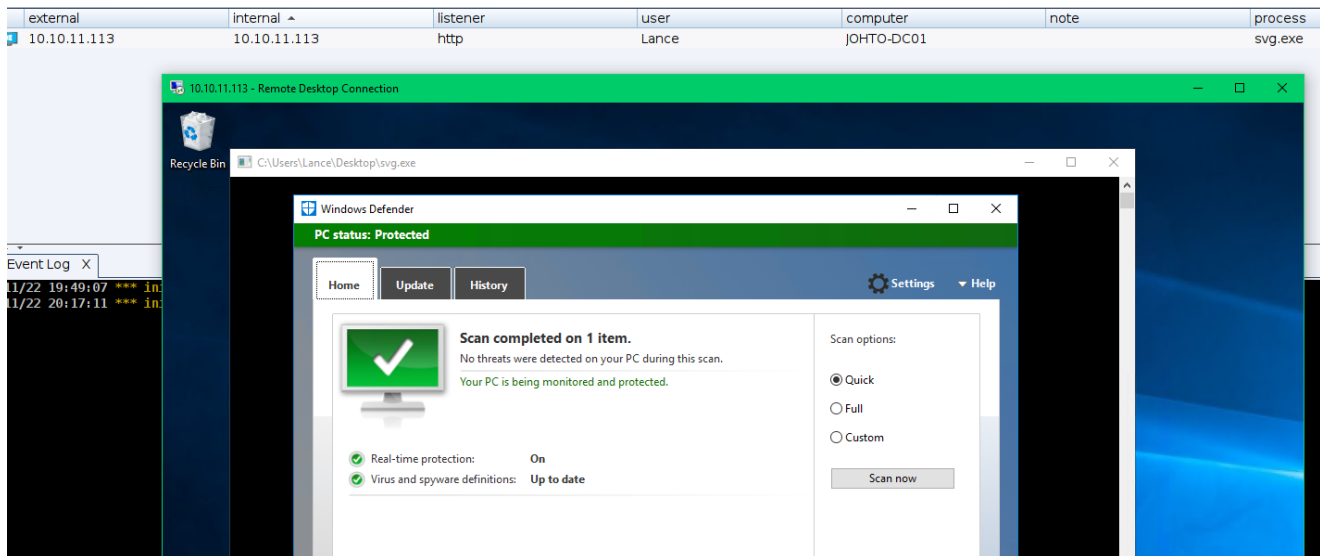 external internal listener user computer note process
10.10.11.113 10.10.11.113 http Lance JOHTO-DC01 svg.exe
10.10.11.113 - Remote Desktop Connection
Recycle Bin
C:\Users\Lance\Desktop\svg.exe
Windows Defender
PC status: Protected
Event Log X
11/22 19:49:07 *** in
11/22 20:17:11 *** in
Home Update History Settings Help
Scan completed on 1 item.
No threats were detected on your PC during this scan.
Your PC is being monitored and protected.
Real-time protection: On
Virus and spyware definitions: Up to date
Scan options:
Quick
Full
Custom
Scan now